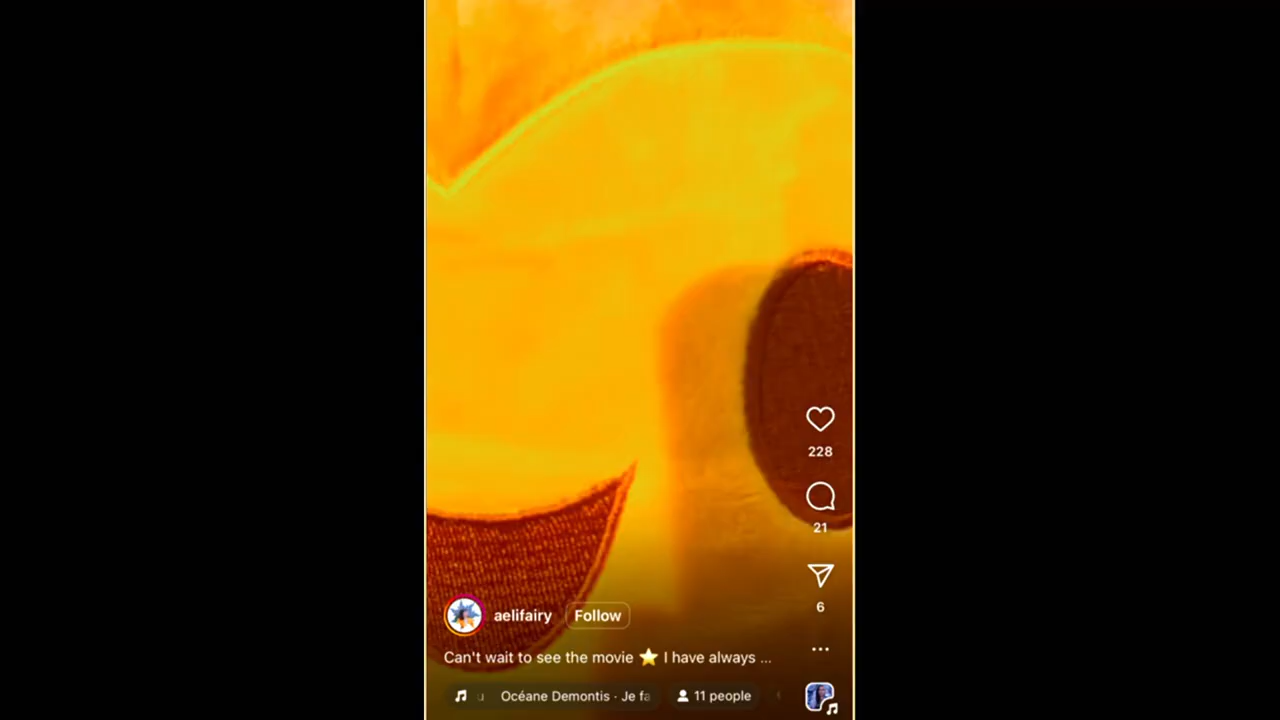 228
21
6
aelifairy Follow
Can't wait to see the movie ⭐ I have always ...
Océane Demontis · Je fa 11 people